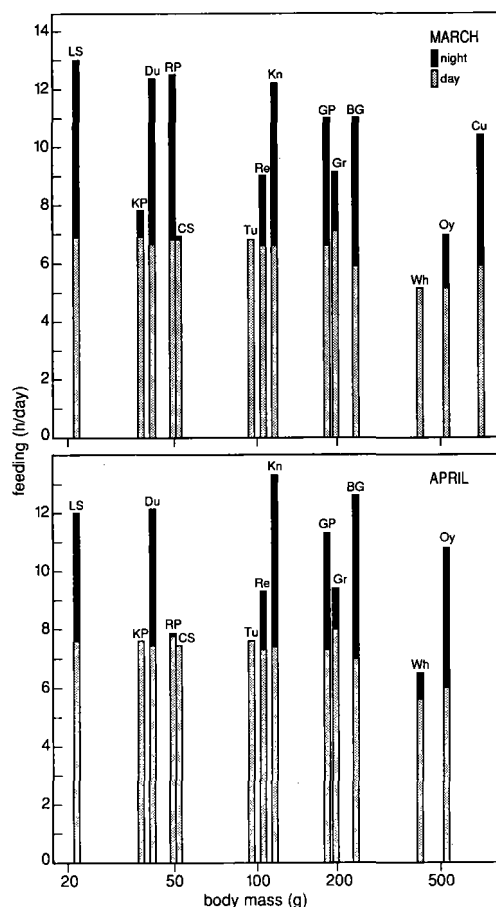 14
12
10
8
6
4
2
0
MARCH
night
day
LS
KP
Du
RP
CS
Tu
Re
Kn
GP
Gr
BG
Wh
Oy
Cu
feeding (h/day)
APRIL
12
10
8
6
4
2
0
LS
KP
Du
RP
CS
Tu
Re
Kn
GP
Gr
BG
Wh
Oy
20 50 100 200 500
body mass (g)